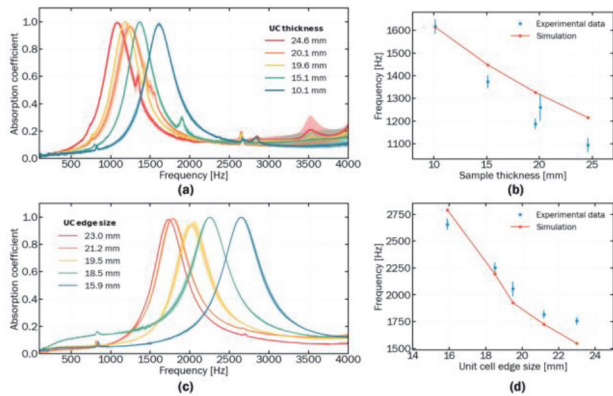 UC thickness
24.6 mm
20.1 mm
19.6 mm
15.1 mm
10.1 mm
Absorption coefficient
1.0
0.8
0.6
0.4
0.2
0.0
500 1000 1500 2000 2500 3000 3500 4000
Frequency [Hz]
(a)
Experimental data
Simulation
Frequency [Hz]
1600
1500
1400
1300
1200
1100
10 15 20 25
Sample thickness [mm]
(b)
UC edge size
23.0 mm
21.2 mm
19.5 mm
18.5 mm
15.9 mm
Absorption coefficient
1.0
0.8
0.6
0.4
0.2
0.0
500 1000 1500 2000 2500 3000 3500 4000
Frequency [Hz]
(c)
Experimental data
Simulation
Frequency [Hz]
2750
2500
2250
2000
1750
1500
14 16 18 20 22 24
Unit cell edge size [mm]
(d)